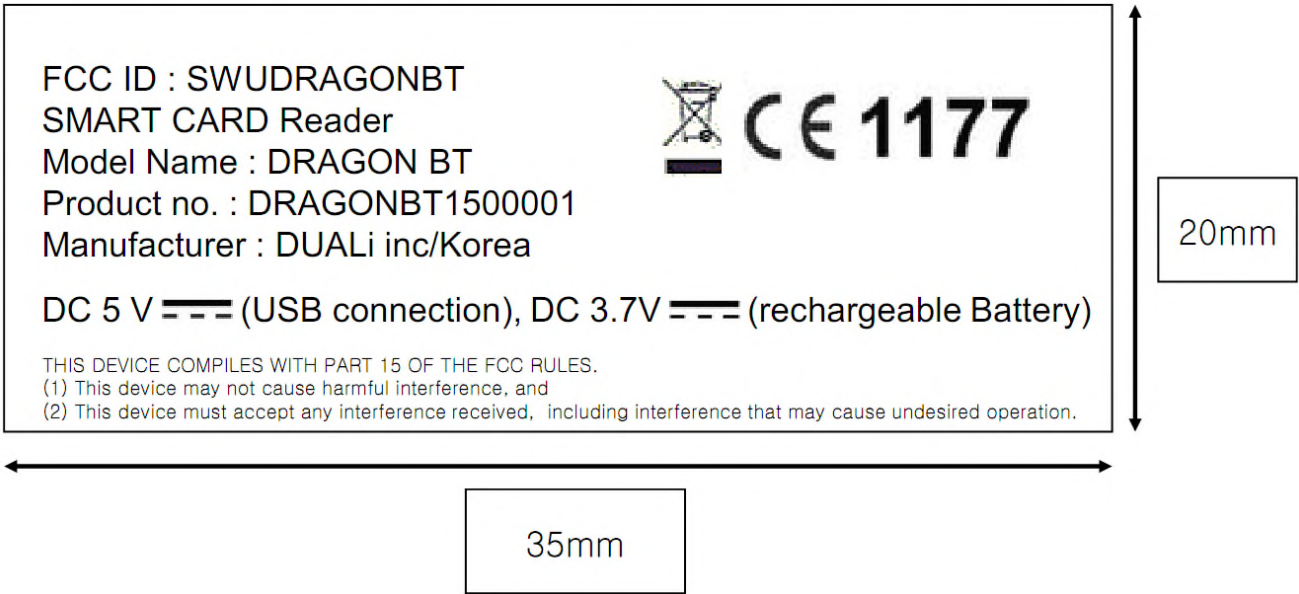 FCC ID : SWUDRAGONBT
SMART CARD Reader
Model Name : DRAGON BT
Product no. : DRAGONBT1500001
Manufacturer : DUALi inc/Korea
CE 1177
DC 5 V (USB connection), DC 3.7V (rechargeable Battery)
THIS DEVICE COMPILES WITH PART 15 OF THE FCC RULES.
(1) This device may not cause harmful interference, and
(2) This device must accept any interference received, including interference that may cause undesired operation.
20mm
35mm